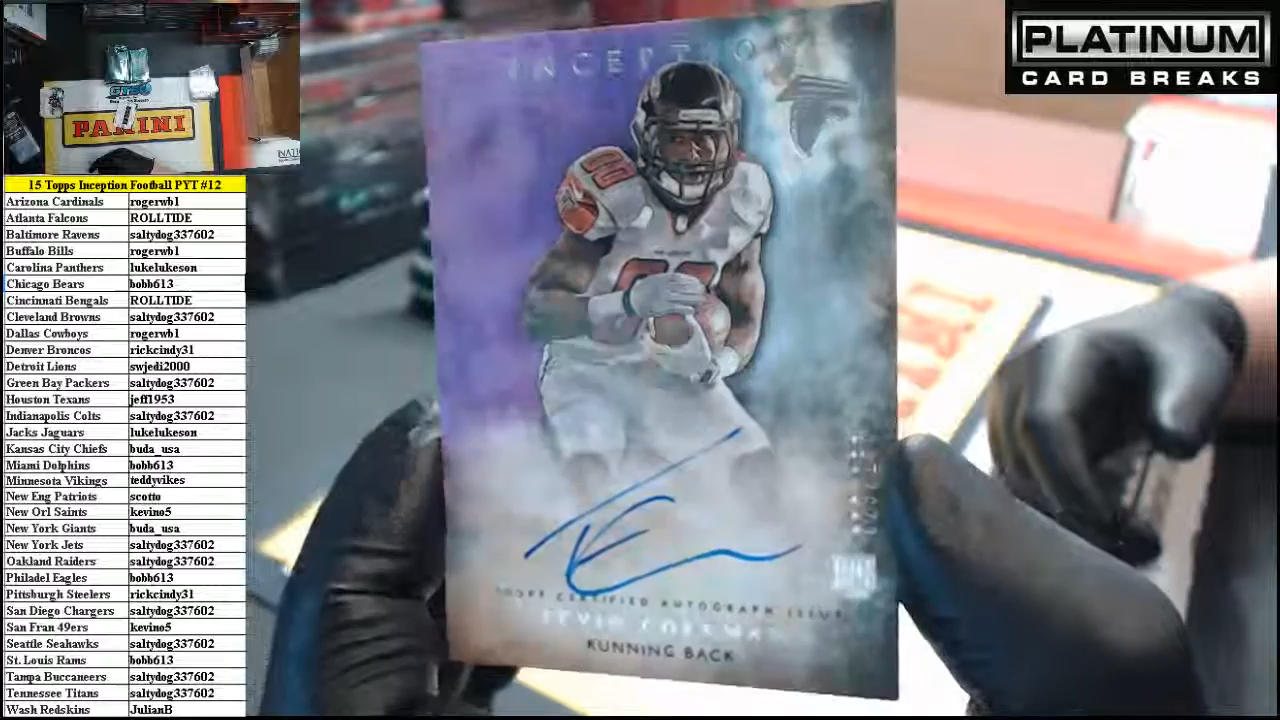 PLATINUM
CARD BREAKS
PANINI
15 Topps Inception Football PYT #12
Arizona Cardinals rogerwb1
Atlanta Falcons ROLLTIDE
Baltimore Ravens saltydog337602
Buffalo Bills rogerwb1
Carolina Panthers lukelukeson
Chicago Bears bobb613
Cincinnati Bengals ROLLTIDE
Cleveland Browns saltydog337602
Dallas Cowboys rogerwb1
Denver Broncos rickcindy31
Detroit Lions swjedi2000
Green Bay Packers saltydog337602
Houston Texans jeff1953
Indianapolis Colts saltydog337602
Jacks Jaguars lukelukeson
Kansas City Chiefs buda_usa
Miami Dolphins bobb613
Minnesota Vikings teddyvikes
New Eng Patriots scotto
New Orl Saints kevino5
New York Giants buda_usa
New York Jets saltydog337602
Oakland Raiders saltydog337602
Philadel Eagles bobb613
Pittsburgh Steelers rickcindy31
San Diego Chargers saltydog337602
San Fran 49ers kevino5
Seattle Seahawks saltydog337602
St. Louis Rams bobb613
Tampa Buccaneers saltydog337602
Tennessee Titans saltydog337602
Wash Redskins JulianB
INCEPTION
TOPPS CERTIFIED AUTOGRAPH ISSUE
TEVIN COLEMAN
RUNNING BACK